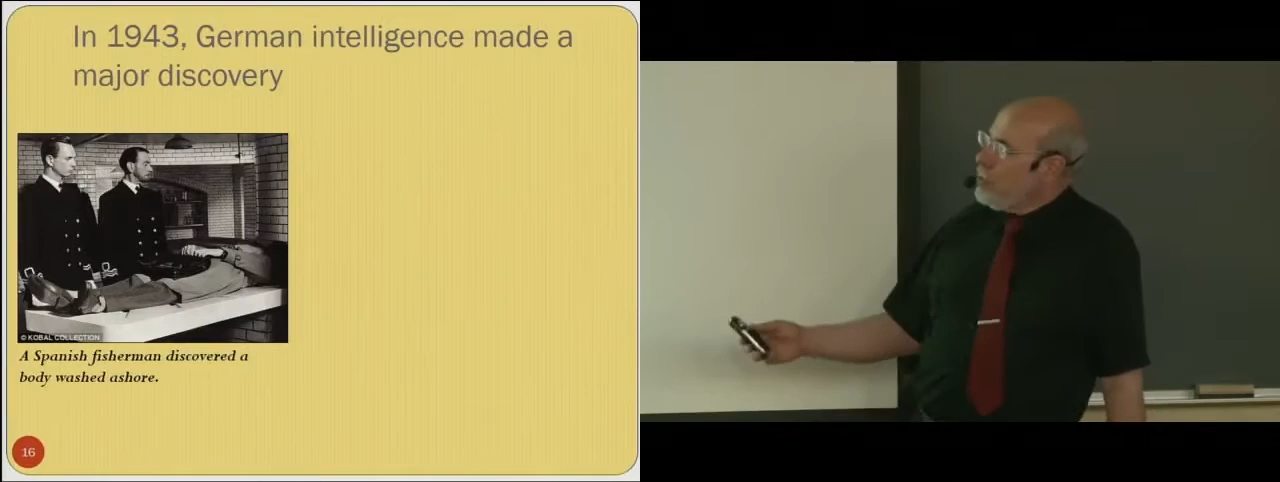 In 1943, German intelligence made a
major discovery
© KOBAL COLLECTION
A Spanish fisherman discovered a
body washed ashore.
16